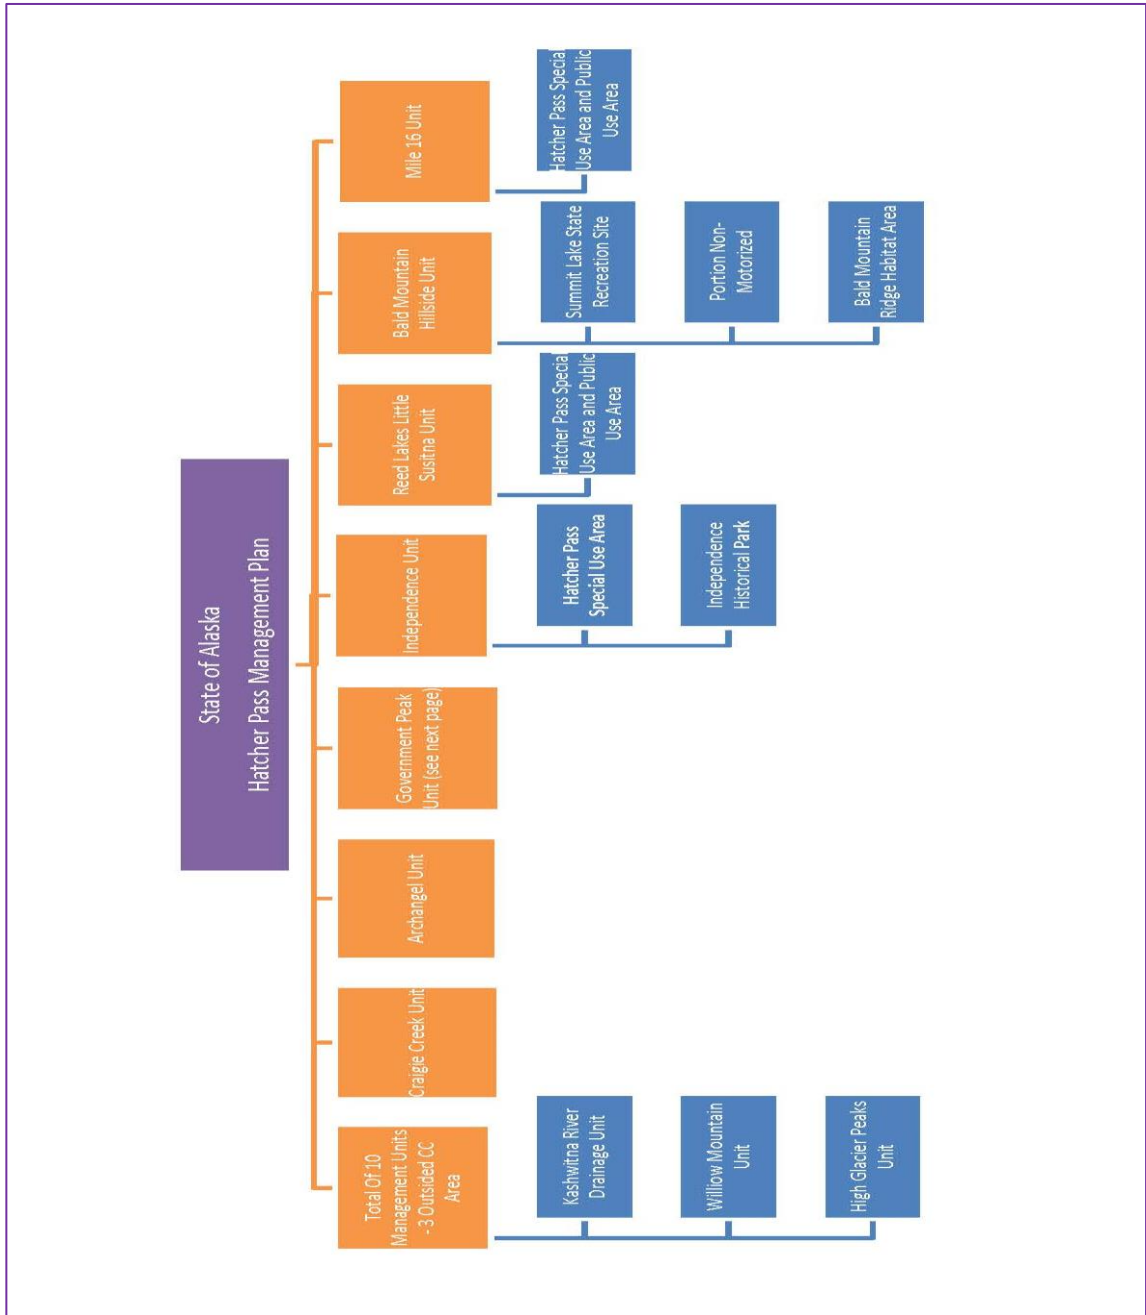 State of Alaska
Hatcher Pass Management Plan
Total Of 10
Management Units
- 3 Outsided CC
Area
Kashwitna River
Drainage Unit
Williow Mountain
Unit
High Glacier Peaks
Unit
Craigie Creek Unit
Archangel Unit
Government Peak
Unit (see next page)
Independence Unit
Hatcher Pass
Special Use Area
Independence
Historical Park
Reed Lakes Little
Susitna Unit
Hatcher Pass Special
Use Area and Public
Use Area
Bald Mountain
Hillside Unit
Summit Lake State
Recreation Site
Portion Non-
Motorized
Bald Mountain
Ridge Habitat Area
Mile 16 Unit
Hatcher Pass Special
Use Area and Public
Use Area